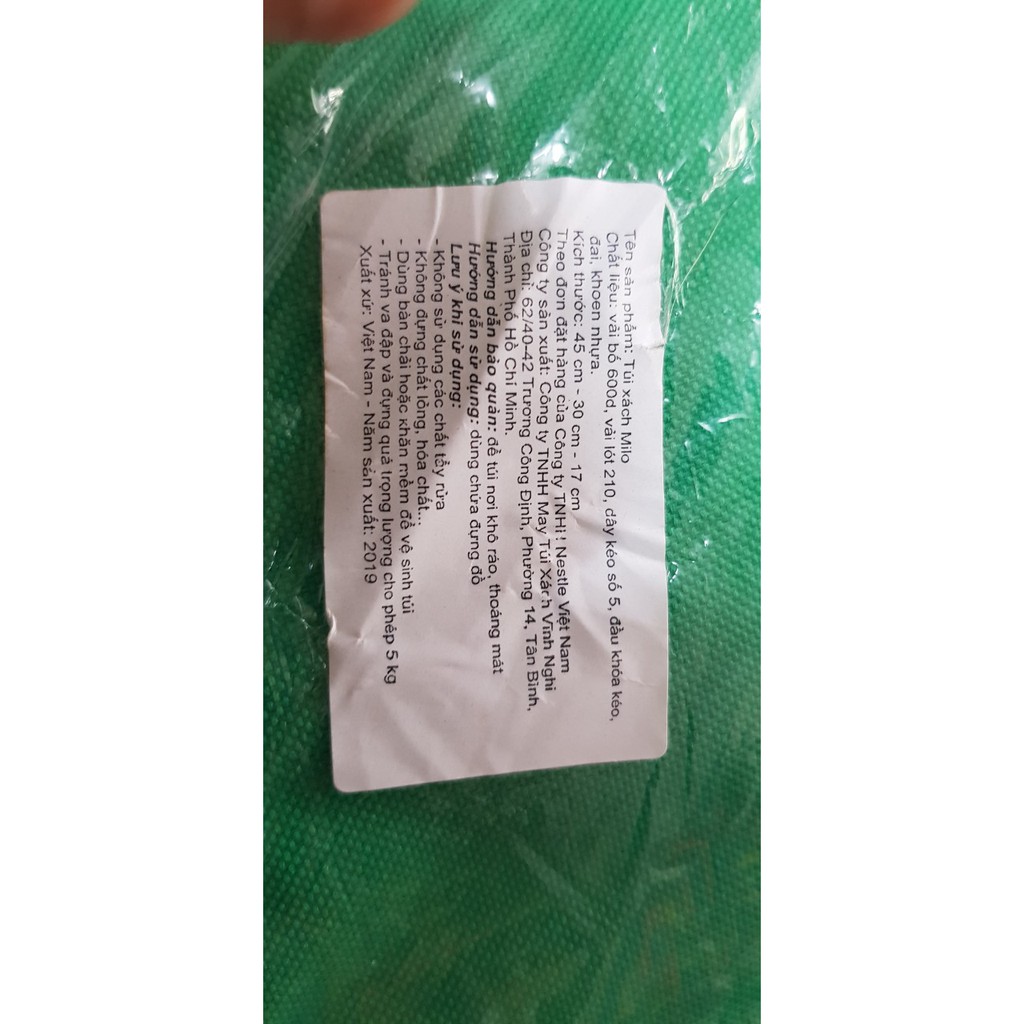 Tên sản phẩm: Túi xách Milo
Chất liệu: vải bố 600d, vải lót 210, dây kéo số 5, đầu khóa kéo,
đai, khoen nhựa.
Kích thước: 45 cm - 30 cm - 17 cm
Theo đơn đặt hàng của Công ty TNHH Nestle Việt Nam
Công ty sản xuất: Công ty TNHH May Túi Xách Vĩnh Nghi
Địa chỉ: 62/40-42 Trương Công Định, Phường 14, Tân Bình,
Thành Phố Hồ Chí Minh.
Hướng dẫn bảo quản: để túi nơi khô ráo, thoáng mát
Hướng dẫn sử dụng: dùng chứa đựng đồ
Lưu ý khi sử dụng:
- Không sử dụng các chất tẩy rửa
- Không đựng chất lỏng, hóa chất...
- Dùng bàn chải hoặc khăn mềm để vệ sinh túi
- Tránh va đập và đựng quá trọng lượng cho phép 5 kg
Xuất xứ: Việt Nam - Năm sản xuất: 2019